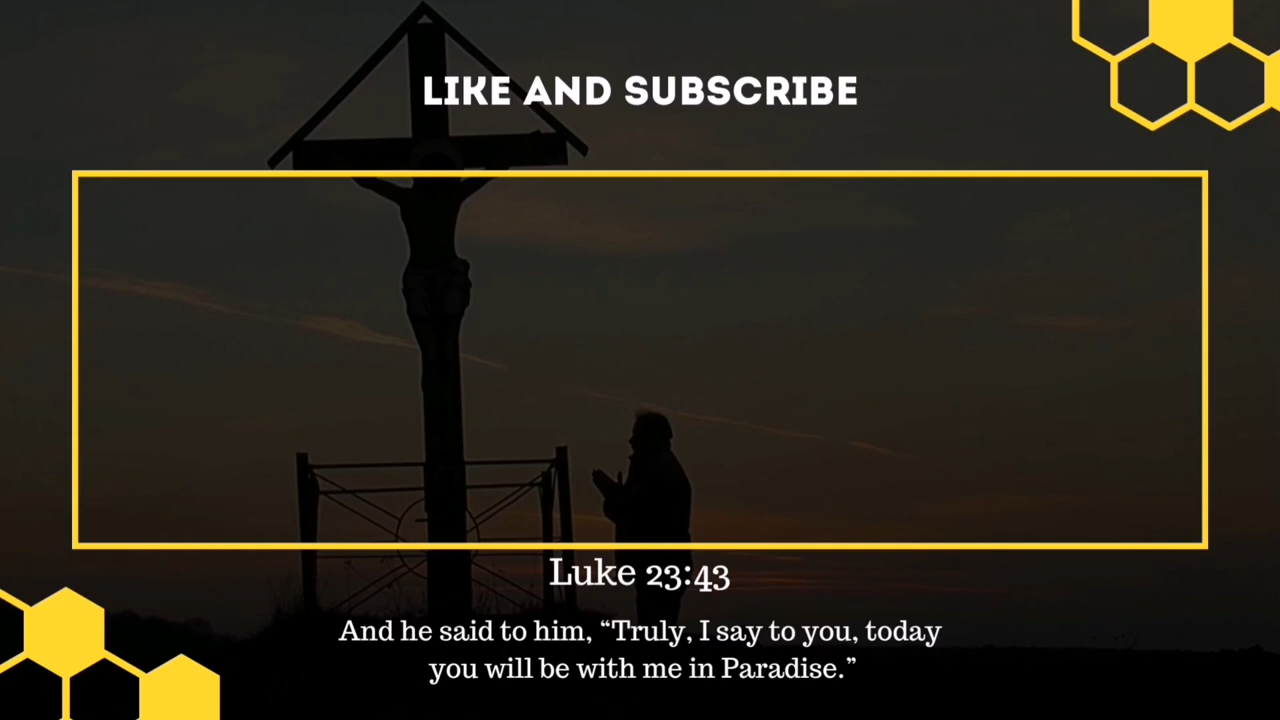 LIKE AND SUBSCRIBE
Luke 23:43
And he said to him, “Truly, I say to you, today
you will be with me in Paradise.”